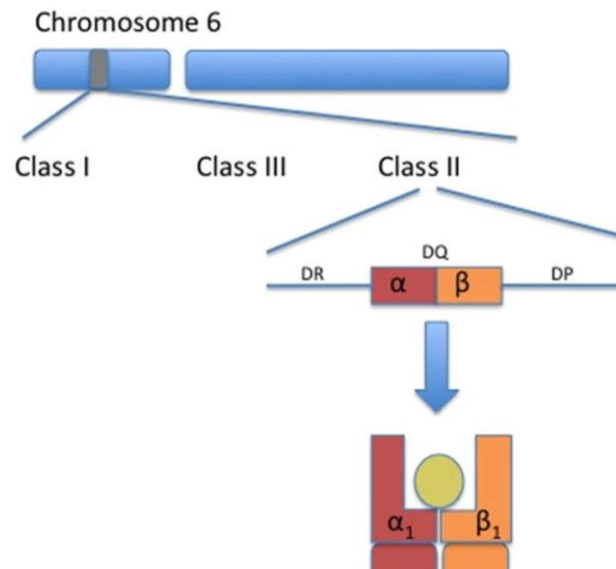 Chromosome 6
Class I Class III Class II
DQ
DR α β DP
α1 β1